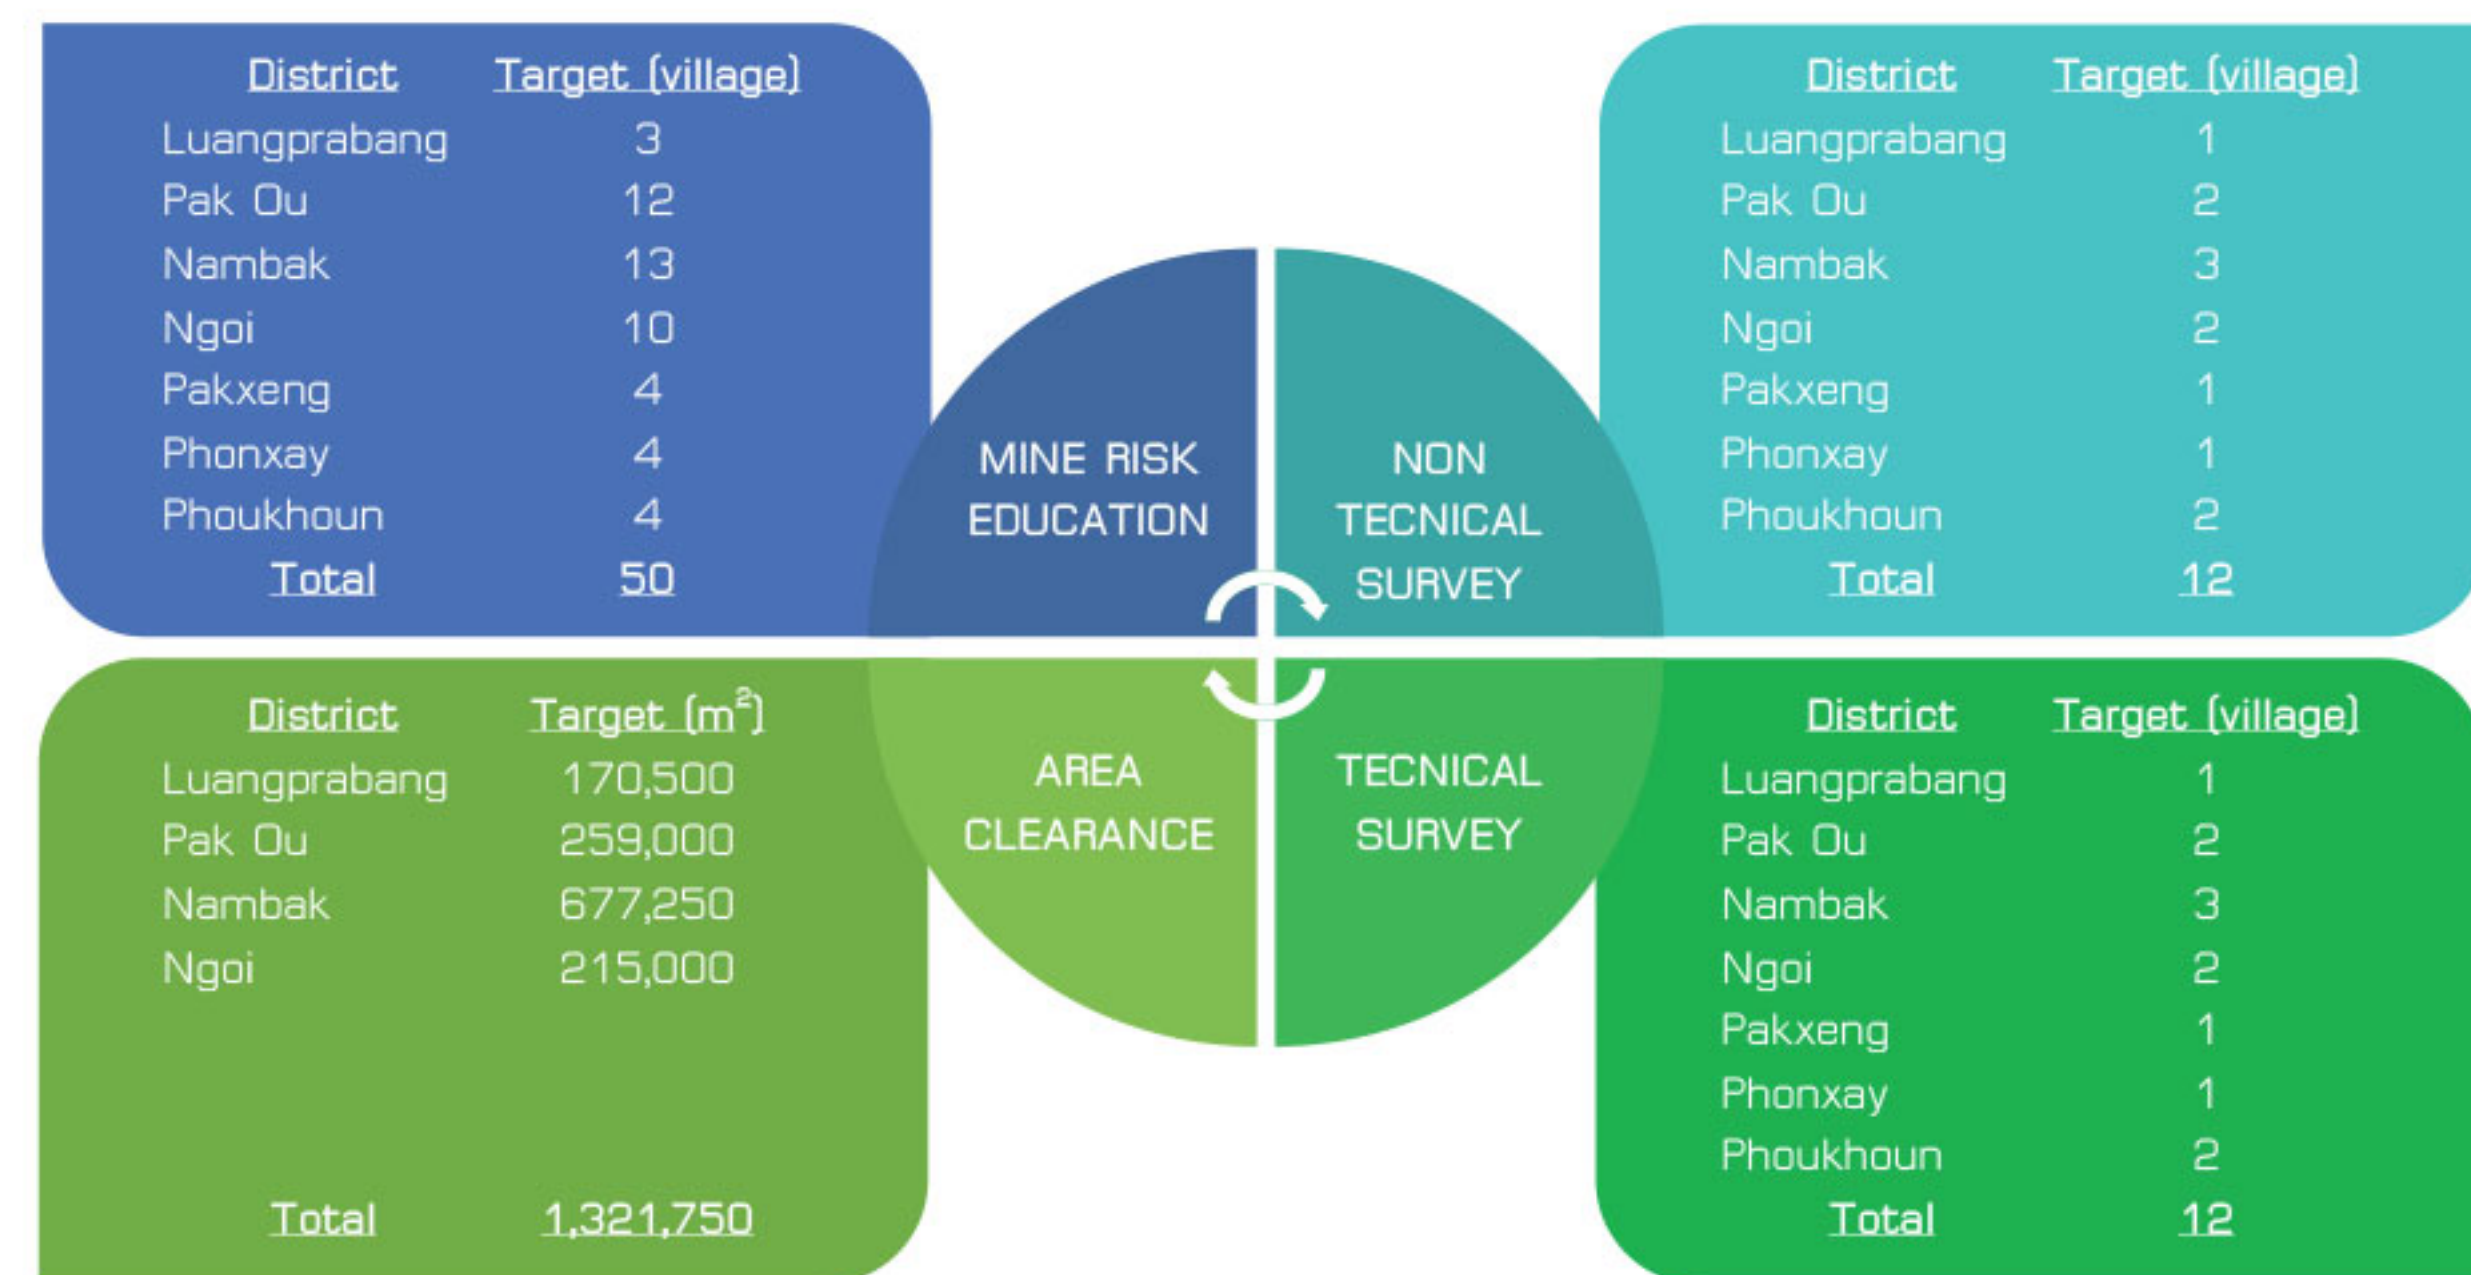 District Target (village)
Luangprabang 3
Pak Ou 12
Nambak 13
Ngoi 10
Pakxeng 4
Phonxay 4
Phoukhoun 4
Total 50
District Target (village)
Luangprabang 1
Pak Ou 2
Nambak 3
Ngoi 2
Pakxeng 1
Phonxay 1
Phoukhoun 2
Total 12
MINE RISK
EDUCATION
NON
TECNICAL
SURVEY
AREA
CLEARANCE
TECNICAL
SURVEY
District Target (m²)
Luangprabang 170,500
Pak Ou 259,000
Nambak 677,250
Ngoi 215,000
Total 1,321,750
District Target (village)
Luangprabang 1
Pak Ou 2
Nambak 3
Ngoi 2
Pakxeng 1
Phonxay 1
Phoukhoun 2
Total 12